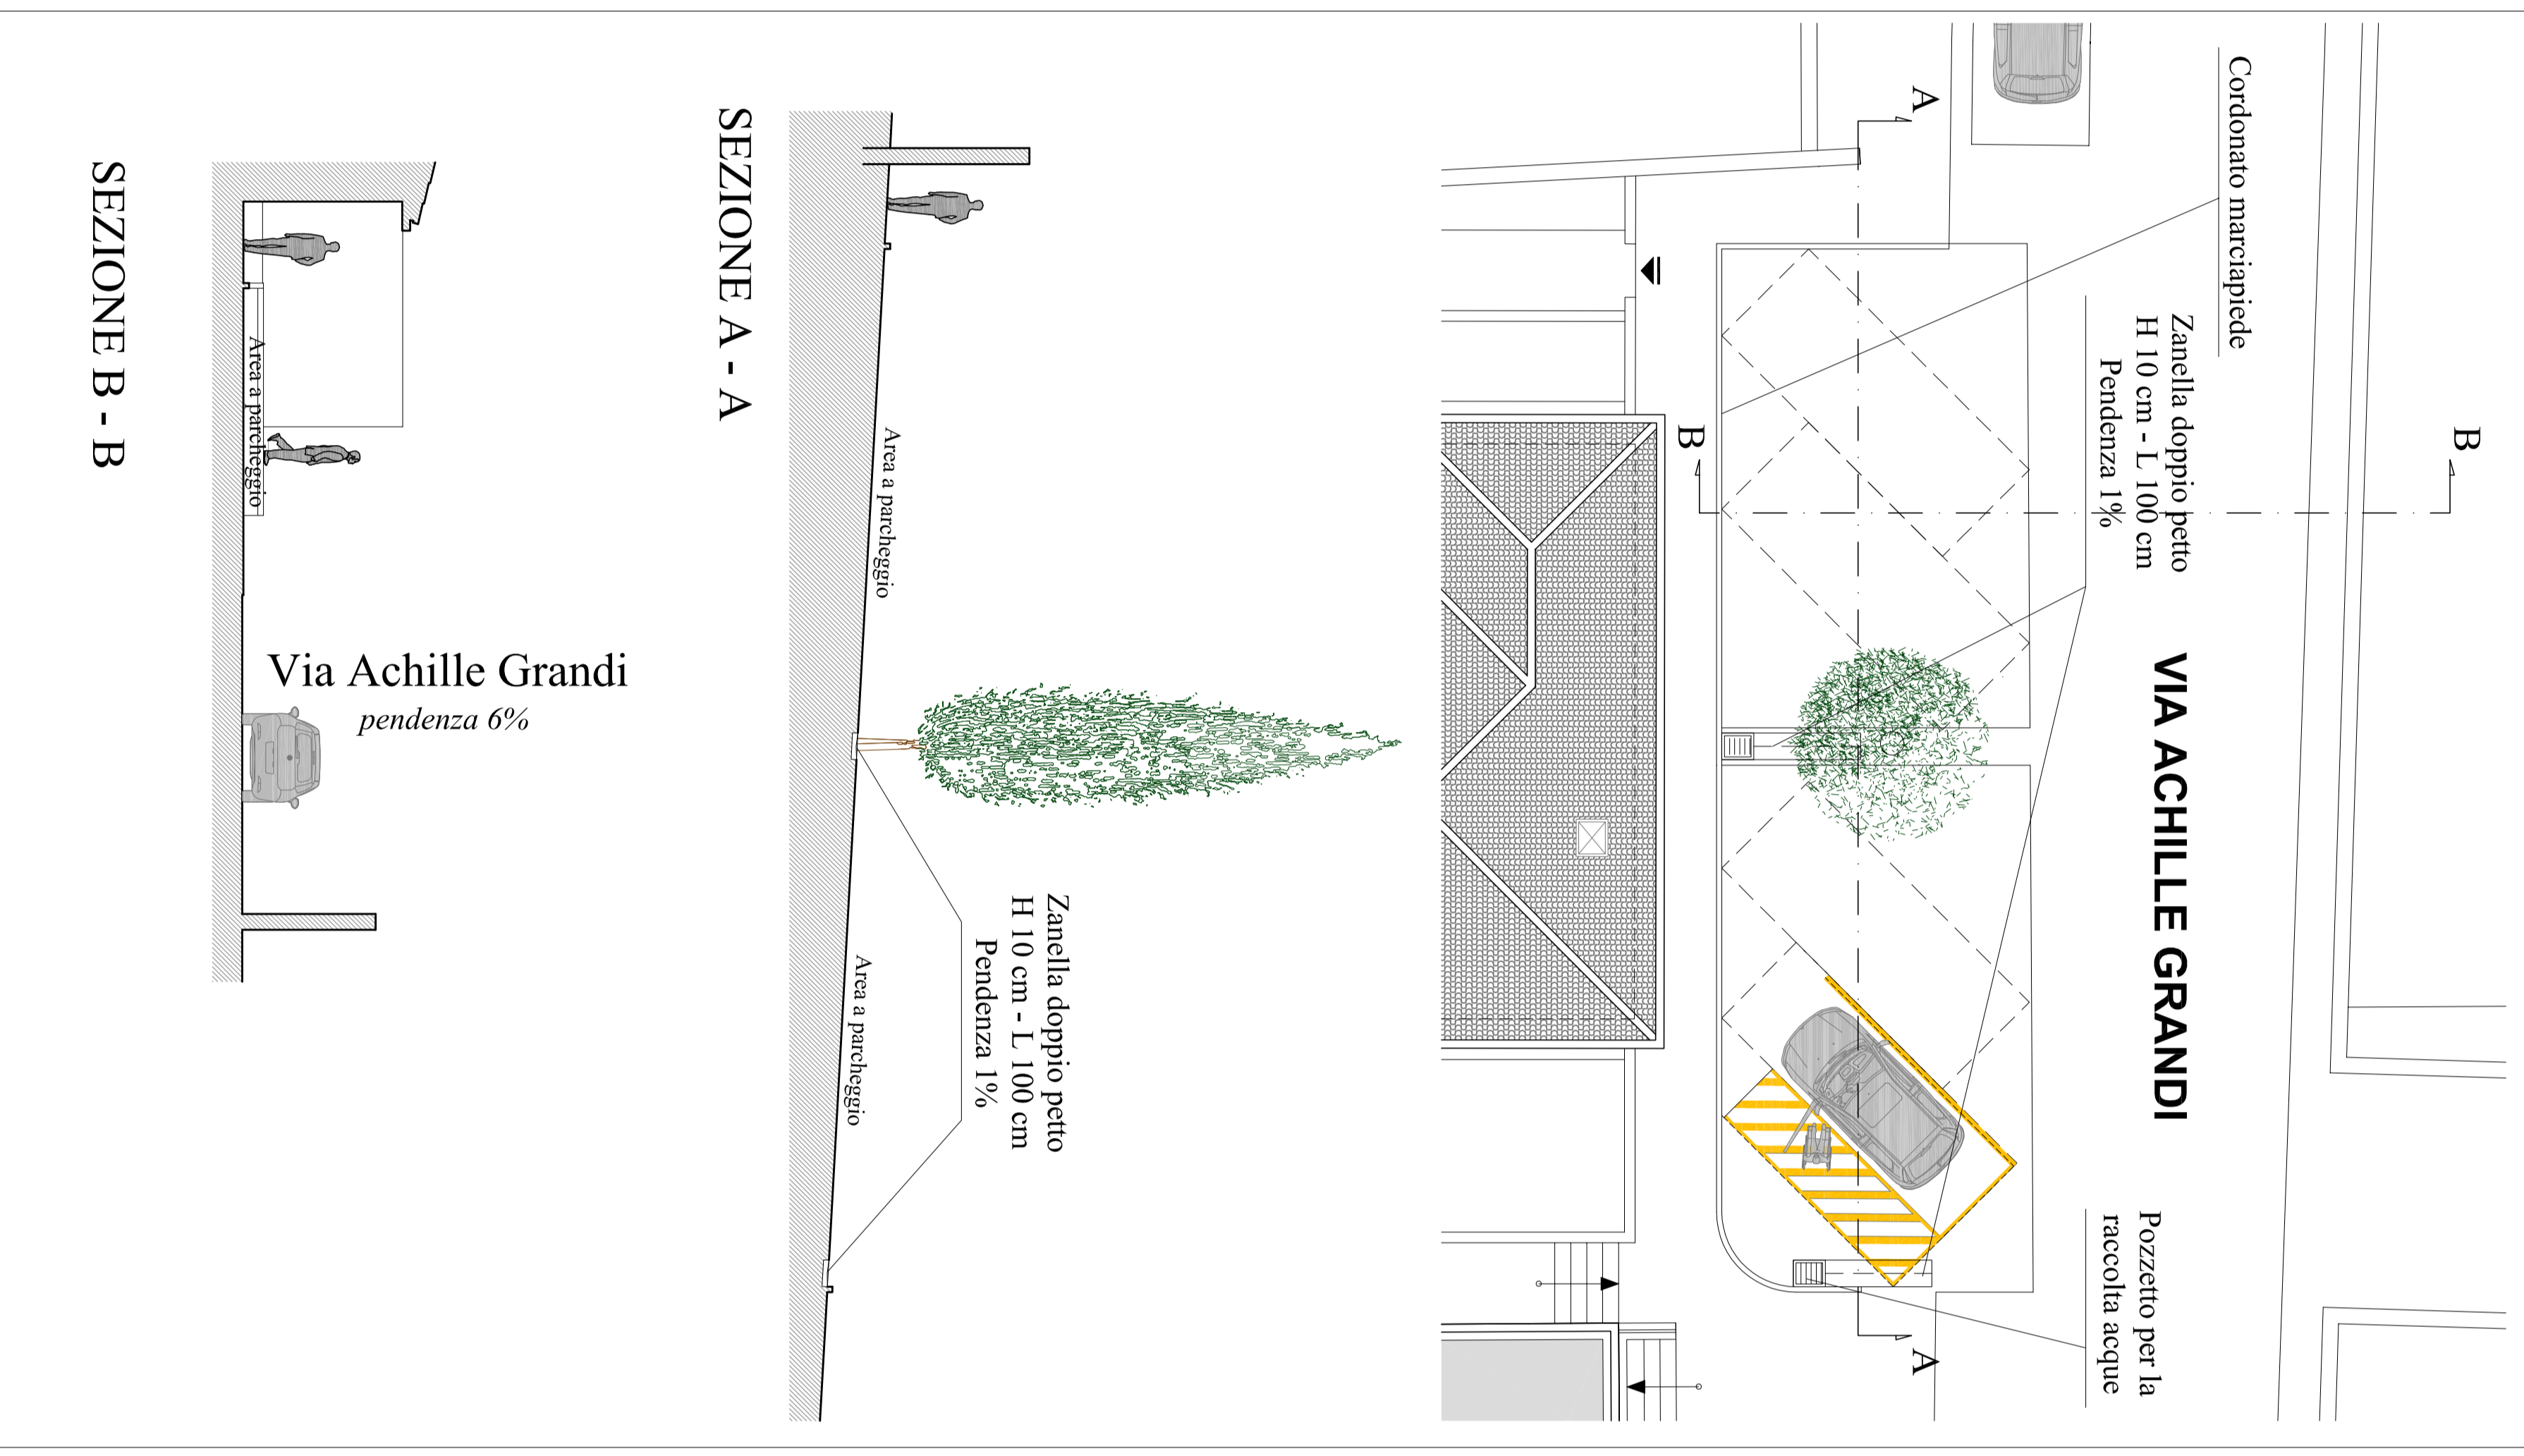 Cordonato marciapiede
Zanella doppio petto
H 10 cm - L 100 cm
Pendenza 1%
VIA ACHILLE GRANDI
Pozzetto per la
raccolta acque
A
A
B
B
Zanella doppio petto
H 10 cm - L 100 cm
Pendenza 1%
Area a parcheggio
Area a parcheggio
SEZIONE A - A
Via Achille Grandi
pendenza 6%
Area a parcheggio
SEZIONE B - B